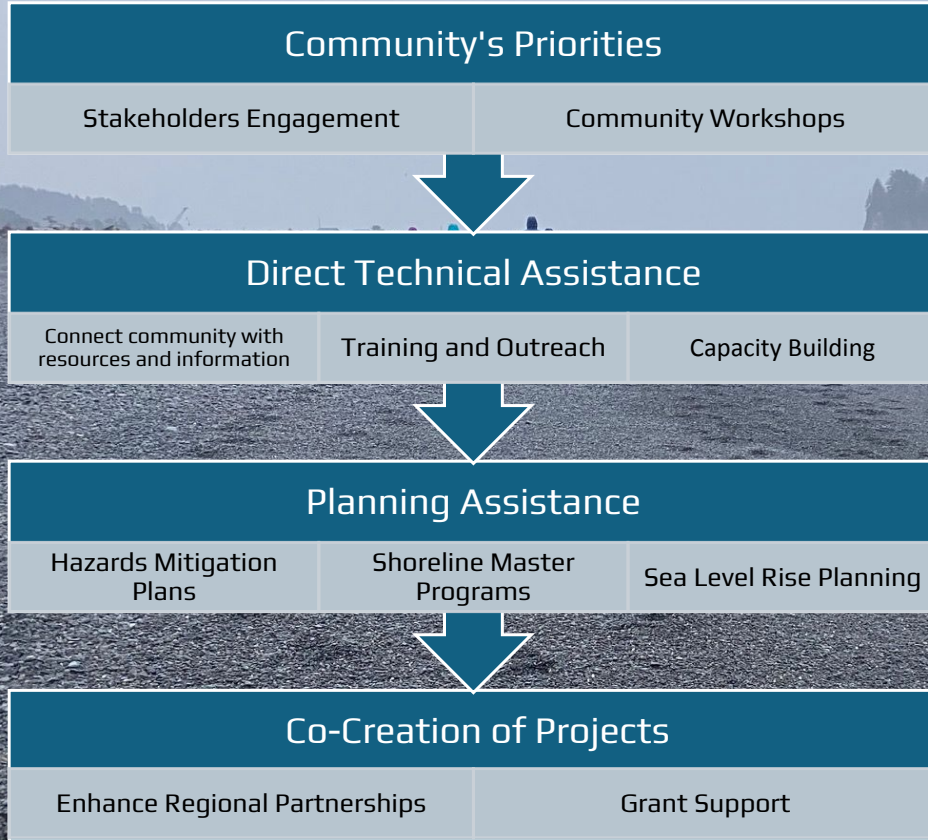 Community's Priorities
Stakeholders Engagement
Community Workshops
Direct Technical Assistance
Connect community with
resources and information
Training and Outreach
Capacity Building
Planning Assistance
Hazards Mitigation
Plans
Shoreline Master
Programs
Sea Level Rise Planning
Co-Creation of Projects
Enhance Regional Partnerships
Grant Support